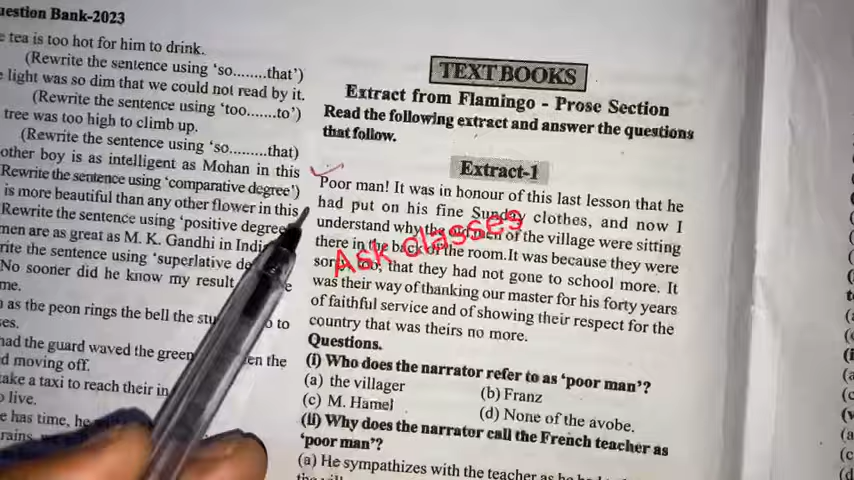 uestion Bank-2023
tea is too hot for him to drink.
(Rewrite the sentence using 'so........that')
light was so dim that we could not read by it.
(Rewrite the sentence using 'too.......to')
tree was too high to climb up.
(Rewrite the sentence using 'so........that)
other boy is as intelligent as Mohan in this
(Rewrite the sentence using 'comparative degree')
is more beautiful than any other flower in this
(Rewrite the sentence using 'positive degree
men are as great as M. K. Gandhi in Indi
rite the sentence using 'superlative de
No sooner did he know my result
me.
as the peon rings the bell the stu to
ses.
had the guard waved the green en the
d moving off.
take a taxi to reach their in
live.
e has time, he
rains,
TEXT BOOKS
Extract from Flamingo - Prose Section
Read the following extract and answer the questions
that follow.
Extract-1
Poor man! It was in honour of this last lesson that he
had put on his fine Sunday clothes, and now I
understand why the old men of the village were sitting
there in the back of the room.It was because they were
sorry, too, that they had not gone to school more. It
was their way of thanking our master for his forty years
of faithful service and of showing their respect for the
country that was theirs no more.
Ask classes
Questions.
(i) Who does the narrator refer to as 'poor man'?
(a) the villager (b) Franz
(c) M. Hamel (d) None of the avobe.
(ii) Why does the narrator call the French teacher as
'poor man'?
(a) He sympathizes with the teacher as he